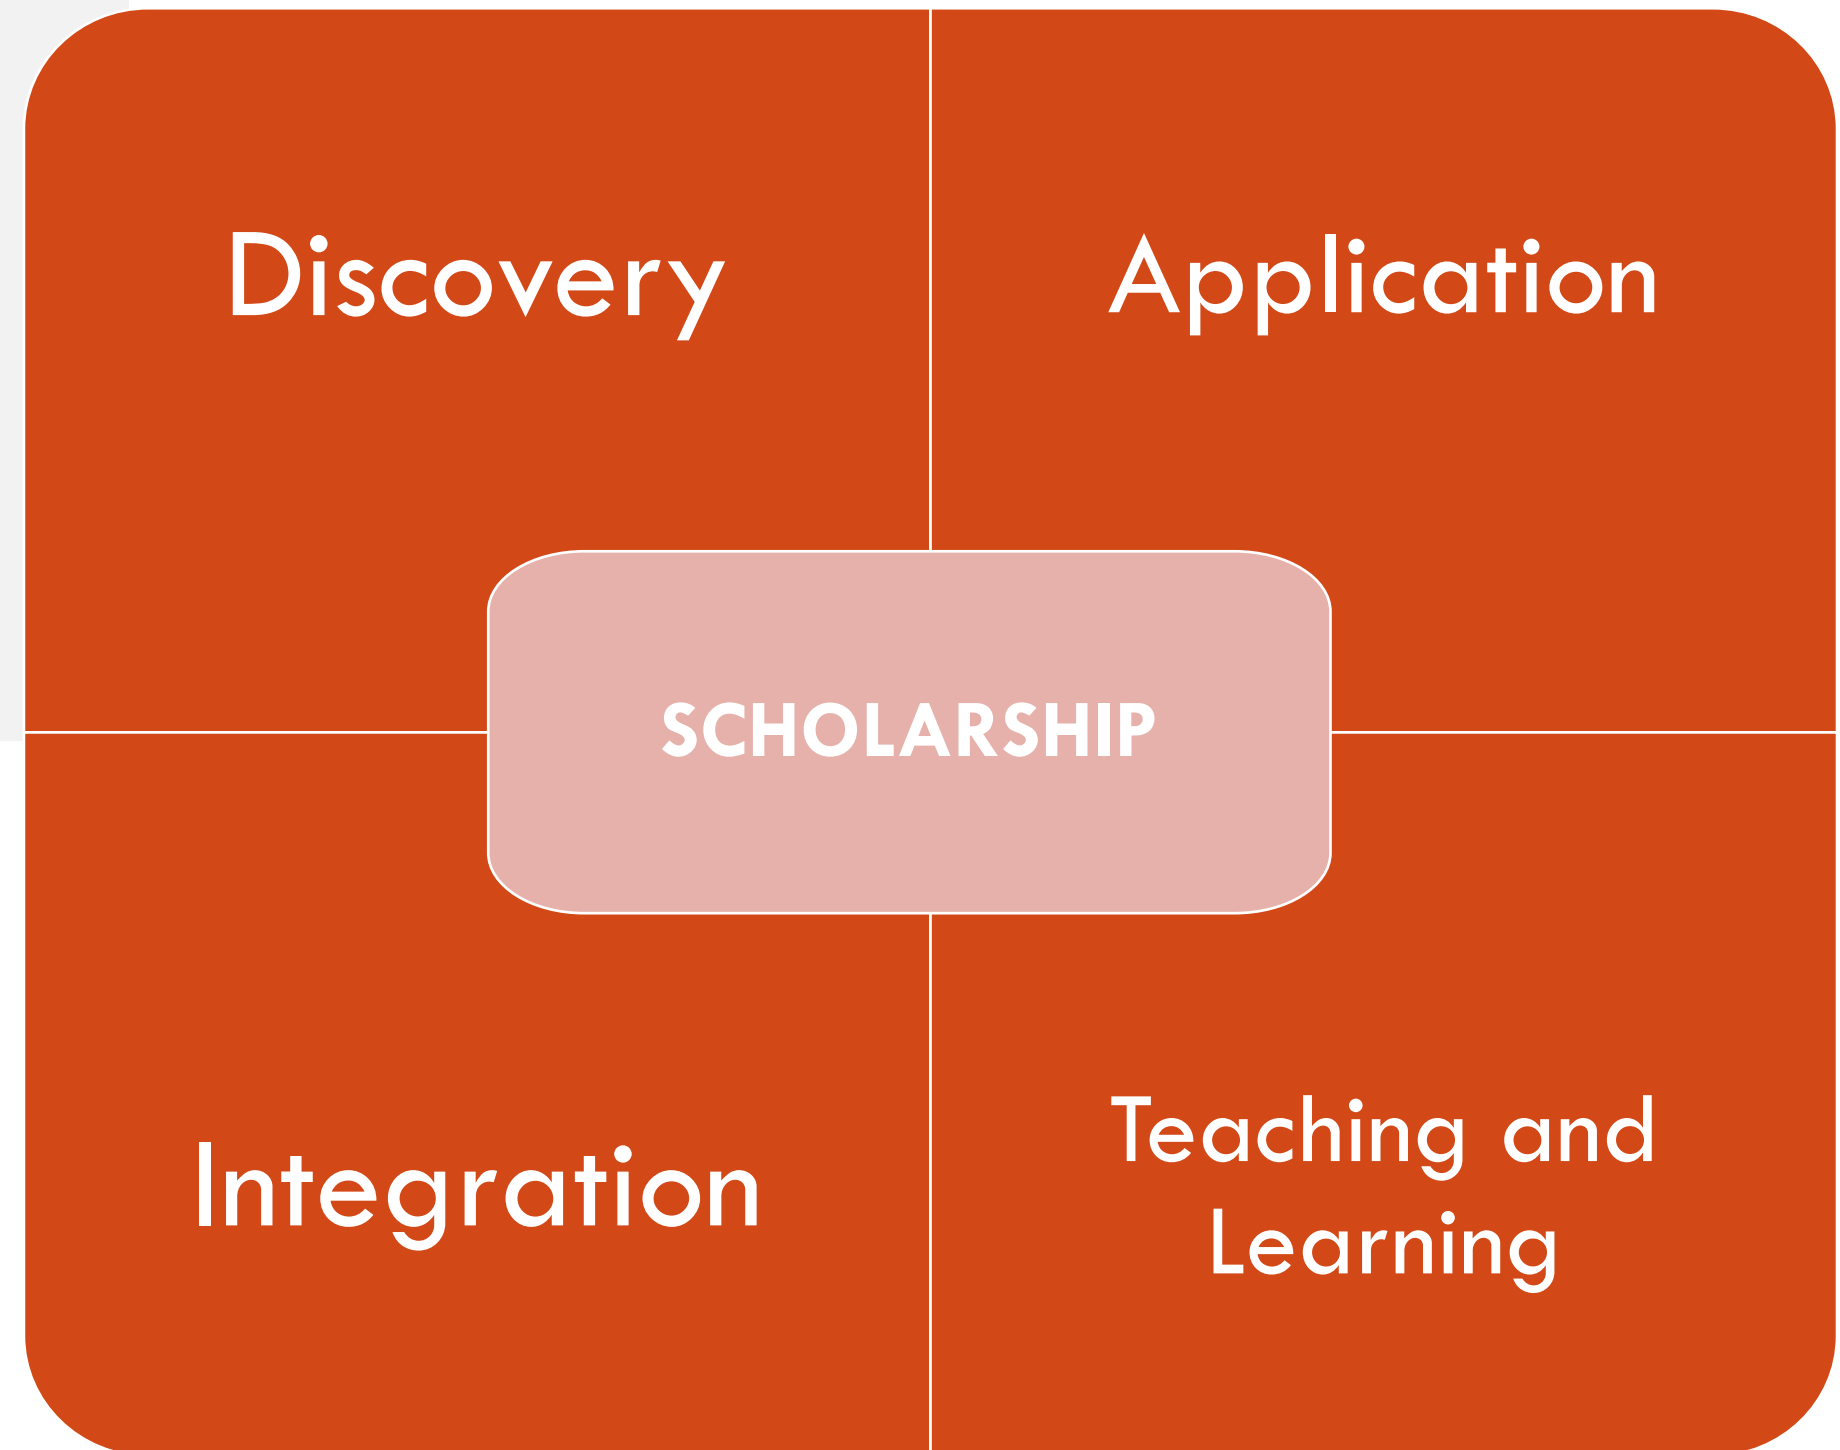 Discovery
Application
SCHOLARSHIP
Integration
Teaching and
Learning